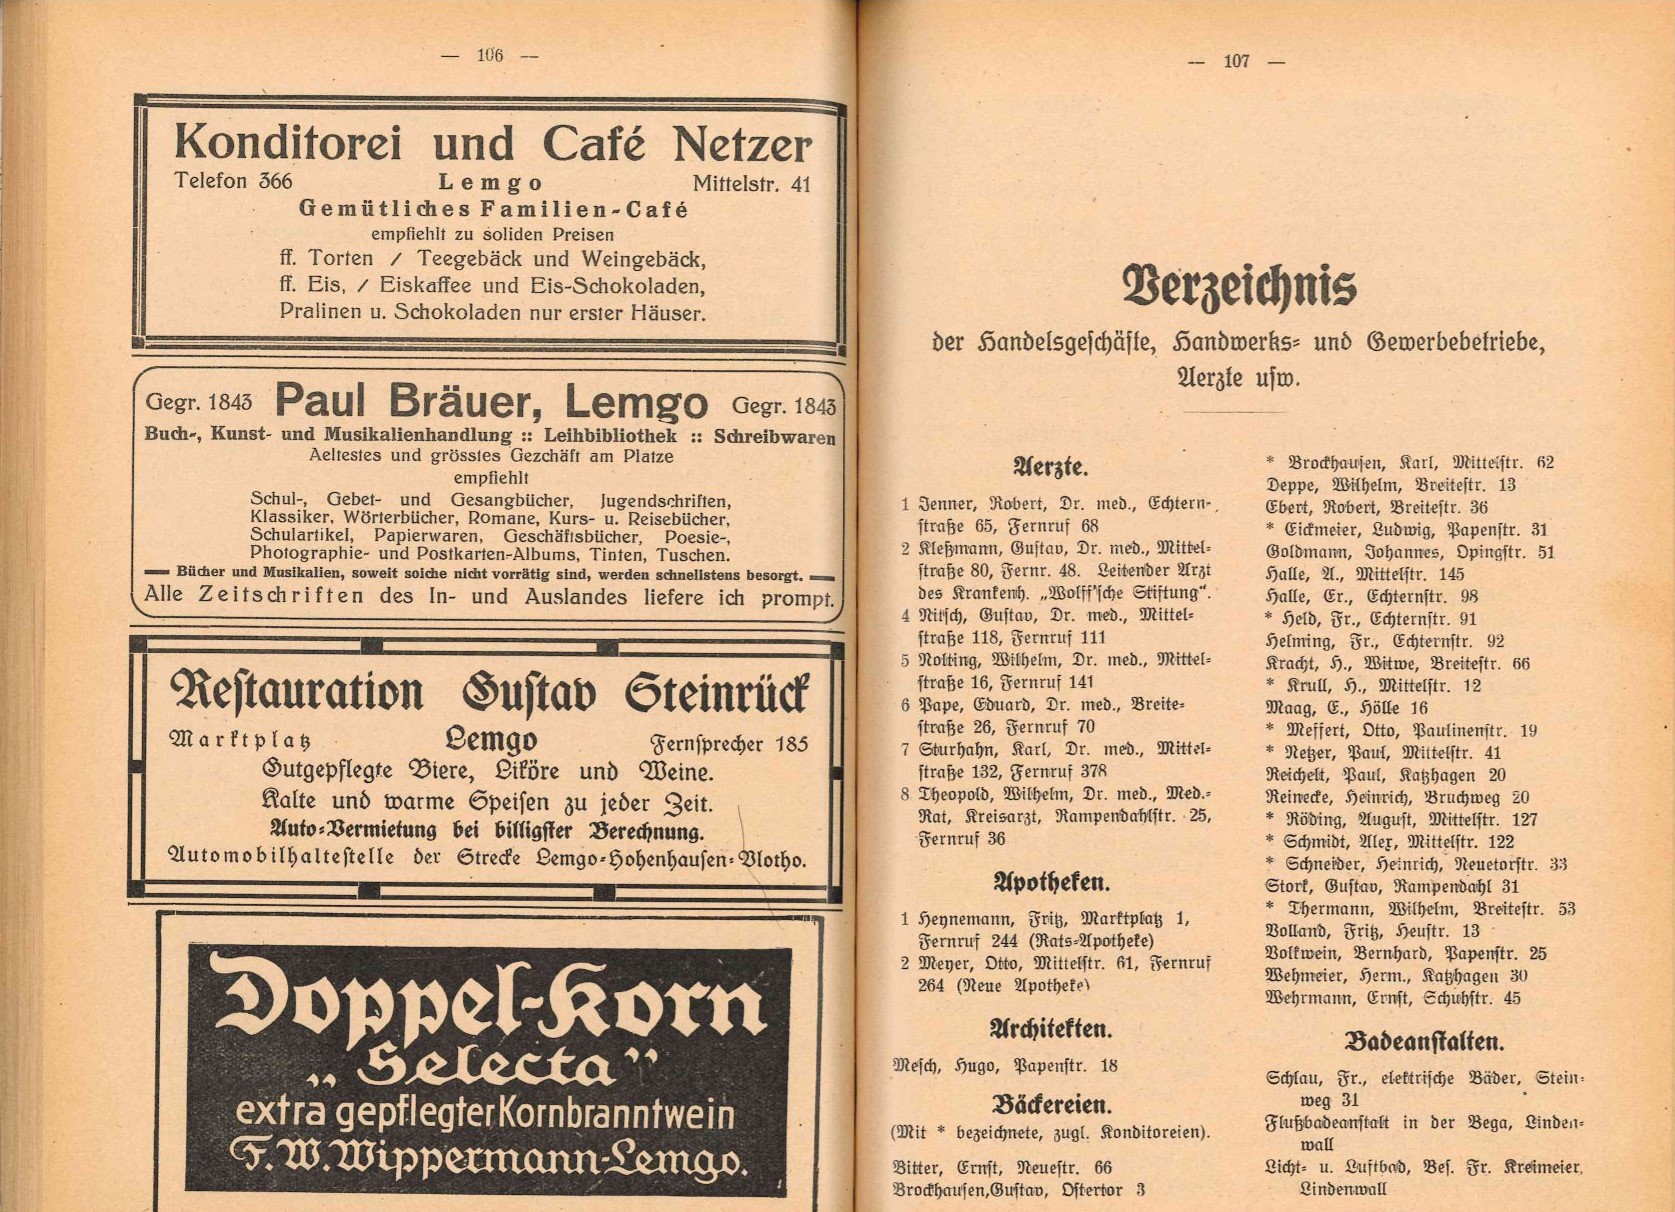 — 106 —
Konditorei und Café Netzer
Telefon 366 Lemgo Mittelstr. 41
Gemütliches Familien-Café
empfiehlt zu soliden Preisen
ff. Torten / Teegebäck und Weingebäck,
ff. Eis, / Eiskaffee und Eis-Schokoladen,
Pralinen u. Schokoladen nur erster Häuser.
Gegr. 1843 Paul Bräuer, Lemgo Gegr. 1843
Buch-, Kunst- und Musikalienhandlung :: Leihbibliothek :: Schreibwaren
Aeltestes und grösstes Gezchäft am Platze
empfiehlt
Schul-, Gebet- und Gesangbücher, Jugendschriften,
Klassiker, Wörterbücher, Romane, Kurs- u. Reisebücher,
Schulartikel, Papierwaren, Geschäftsbücher, Poesie-,
Photographie- und Postkarten-Albums, Tinten, Tuschen.
— Bücher und Musikalien, soweit solche nicht vorrätig sind, werden schnellstens besorgt. —
Alle Zeitschriften des In- und Auslandes liefere ich prompt.
Restauration Gustav Steinrück
Marktplatz Lemgo Fernsprecher 185
Gutgepflegte Biere, Liköre und Weine.
Kalte und warme Speisen zu jeder Zeit.
Auto-Vermietung bei billigster Berechnung.
Automobilhaltestelle der Strecke Lemgo-Hohenhausen-Vlotho.
Doppel-Korn
„Selecta”
extra gepflegter Kornbranntwein
F. W. Wippermann-Lemgo.
— 107 —
Verzeichnis
der Handelsgeschäfte, Handwerks- und Gewerbebetriebe,
Aerzte usw.
Aerzte.
1 Jenner, Robert, Dr. med., Echtern-
straße 65, Fernruf 68
2 Kleßmann, Gustav, Dr. med., Mittel-
straße 80, Fernr. 48. Leitender Arzt
des Krankenh. „Wolff'sche Stiftung“.
4 Nitsch, Gustav, Dr. med., Mittel-
straße 118, Fernruf 111
5 Nolting, Wilhelm, Dr. med., Mittel-
straße 16, Fernruf 141
6 Pape, Eduard, Dr. med., Breite-
straße 26, Fernruf 70
7 Sturhahn, Karl, Dr. med., Mittel-
straße 132, Fernruf 378
8 Theopold, Wilhelm, Dr. med., Med.-
Rat, Kreisarzt, Rampendahlstr. 25,
Fernruf 36
Apotheken.
1 Heynemann, Fritz, Marktplatz 1,
Fernruf 244 (Rats-Apotheke)
2 Meyer, Otto, Mittelstr. 61, Fernruf
264 (Neue Apotheke)
Architekten.
Mesch, Hugo, Papenstr. 18
Bäckereien.
(Mit * bezeichnete, zugl. Konditoreien).
Bitter, Ernst, Neuestr. 66
Brockhausen, Gustav, Ostertor 3
* Brockhausen, Karl, Mittelstr. 62
Deppe, Wilhelm, Breitestr. 13
Ebert, Robert, Breitestr. 36
* Eickmeier, Ludwig, Papenstr. 31
Goldmann, Johannes, Opingstr. 51
Halle, A., Mittelstr. 145
Halle, Er., Echternstr. 98
* Held, Fr., Echternstr. 91
Helming, Fr., Echternstr. 92
Kracht, H., Witwe, Breitestr. 66
* Krull, H., Mittelstr. 12
Maag, E., Hölle 16
* Meffert, Otto, Paulinenstr. 19
* Netzer, Paul, Mittelstr. 41
Reichelt, Paul, Katzhagen 20
Reinecke, Heinrich, Bruchweg 20
* Röding, August, Mittelstr. 127
* Schmidt, Alex, Mittelstr. 122
* Schneider, Heinrich, Neuetorstr. 33
Stork, Gustav, Rampendahl 31
* Thermann, Wilhelm, Breitestr. 53
Volland, Fritz, Heustr. 13
Volkwein, Bernhard, Papenstr. 25
Wehmeier, Herm., Katzhagen 30
Wehrmann, Ernst, Schuhstr. 45
Badeanstalten.
Schlau, Fr., elektrische Bäder, Stein-
weg 31
Flußbadeanstalt in der Bega, Linden-
wall
Licht- u. Luftbad, Bes. Fr. Kreimeier,
Lindenwall